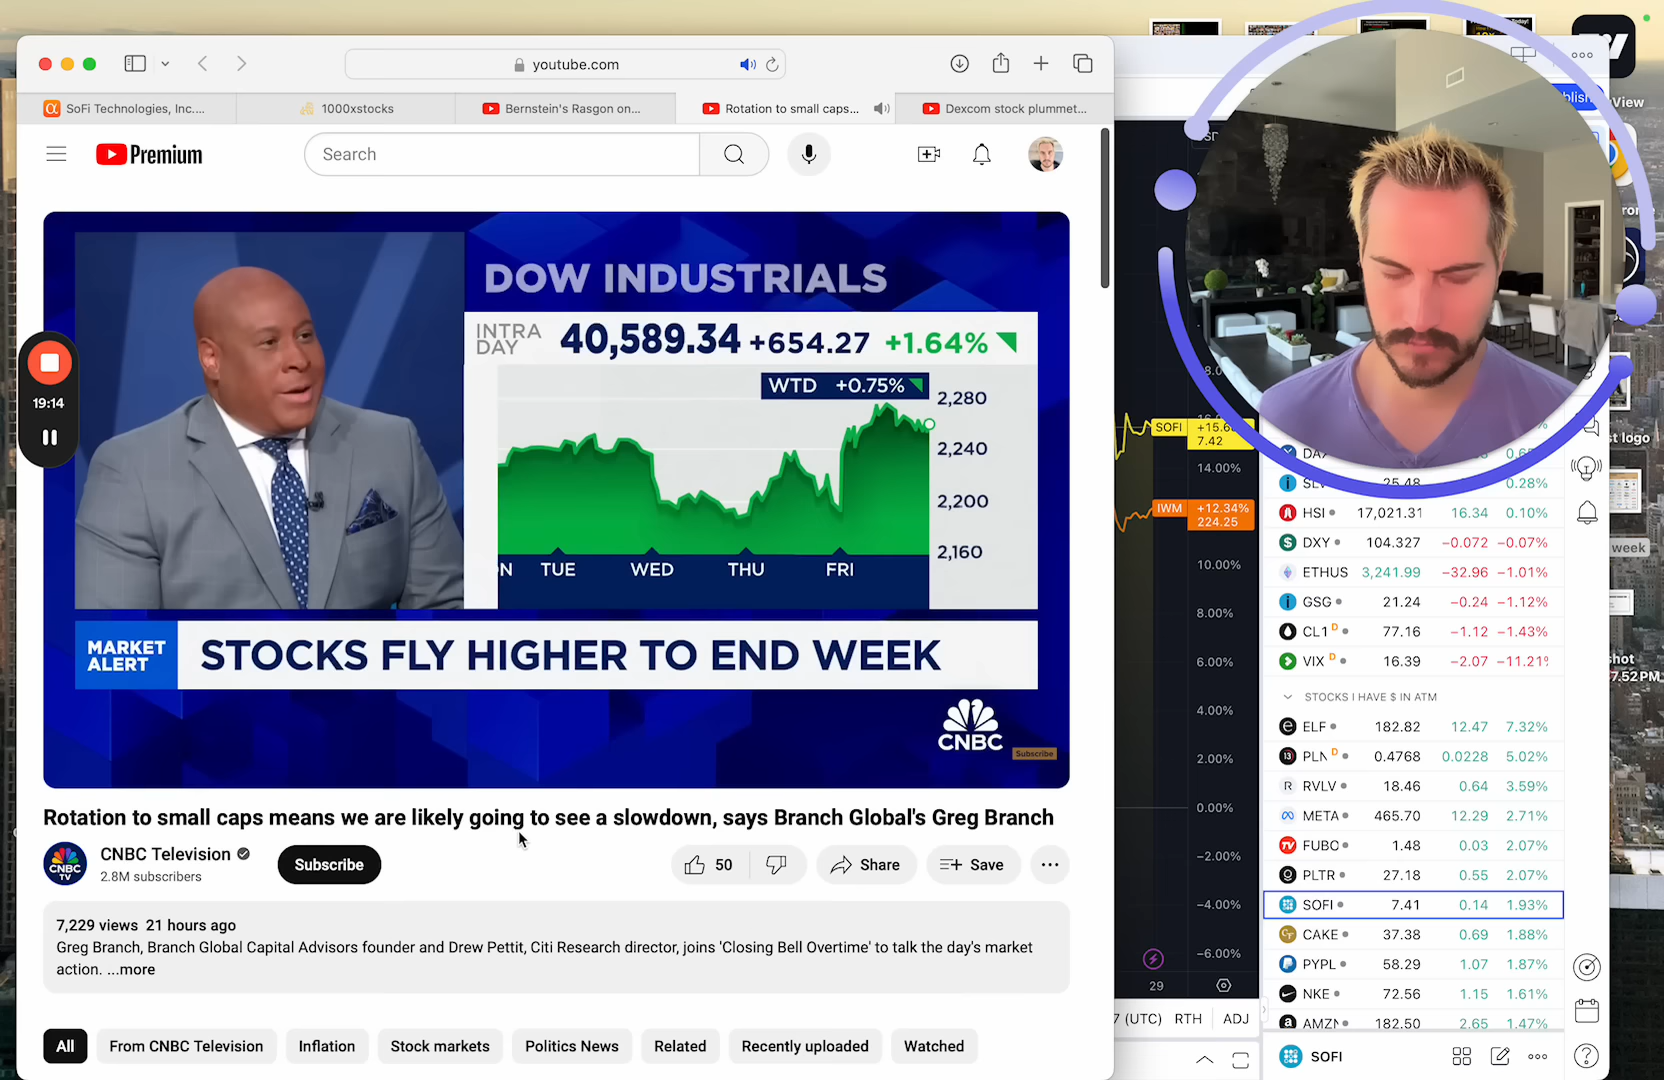 youtube.com
SoFi Technologies, Inc....
1000xstocks
Bernstein's Rasgon on...
Rotation to small caps...
Dexcom stock plummet...
Premium
Search
DOW INDUSTRIALS
INTRA DAY 40,589.34 +654.27 +1.64%
WTD +0.75%
2,280
2,240
2,200
2,160
TUE WED THU FRI
MARKET ALERT
STOCKS FLY HIGHER TO END WEEK
CNBC
Subscribe
19:14
Rotation to small caps means we are likely going to see a slowdown, says Branch Global's Greg Branch
CNBC TV
CNBC Television
2.8M subscribers
Subscribe
50
Share
Save
7,229 views 21 hours ago
Greg Branch, Branch Global Capital Advisors founder and Drew Pettit, Citi Research director, joins 'Closing Bell Overtime' to talk the day's market
action. ...more
All
From CNBC Television
Inflation
Stock markets
Politics News
Related
Recently uploaded
Watched
SOFI
7.42
14.00%
IWM +12.34%
224.25
10.00%
8.00%
6.00%
4.00%
2.00%
0.00%
−2.00%
−4.00%
−6.00%
29
(UTC) RTH ADJ
25.48 0.28%
HSI 17,021.31 16.34 0.10%
DXY 104.327 −0.072 −0.07%
ETHUS 3,241.99 −32.96 −1.01%
GSG 21.24 −0.24 −1.12%
CL1 D 77.16 −1.12 −1.43%
VIX D 16.39 −2.07 −11.21%
STOCKS I HAVE $ IN ATM
ELF 182.82 12.47 7.32%
PLN D 0.4768 0.0228 5.02%
RVLV 18.46 0.64 3.59%
META 465.70 12.29 2.71%
FUBO 1.48 0.03 2.07%
PLTR 27.18 0.55 2.07%
SOFI 7.41 0.14 1.93%
CAKE 37.38 0.69 1.88%
PYPL 58.29 1.07 1.87%
NKE 72.56 1.15 1.61%
AMZN 182.50 2.65 1.47%
SOFI
week